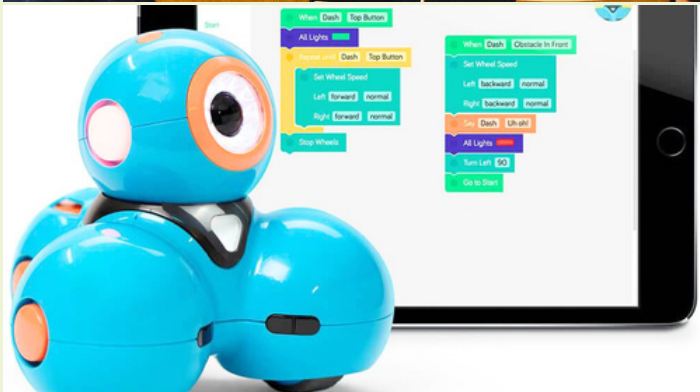 Start
When Dash Top Button
All Lights
Repeat Until Dash Top Button
Set Wheel Speed
Left forward normal
Right forward normal
Stop Wheels
When Dash Obstacle In Front
Set Wheel Speed
Left backward normal
Right backward normal
Say Dash Uh oh!
All Lights
Turn Left 90
Go to Start